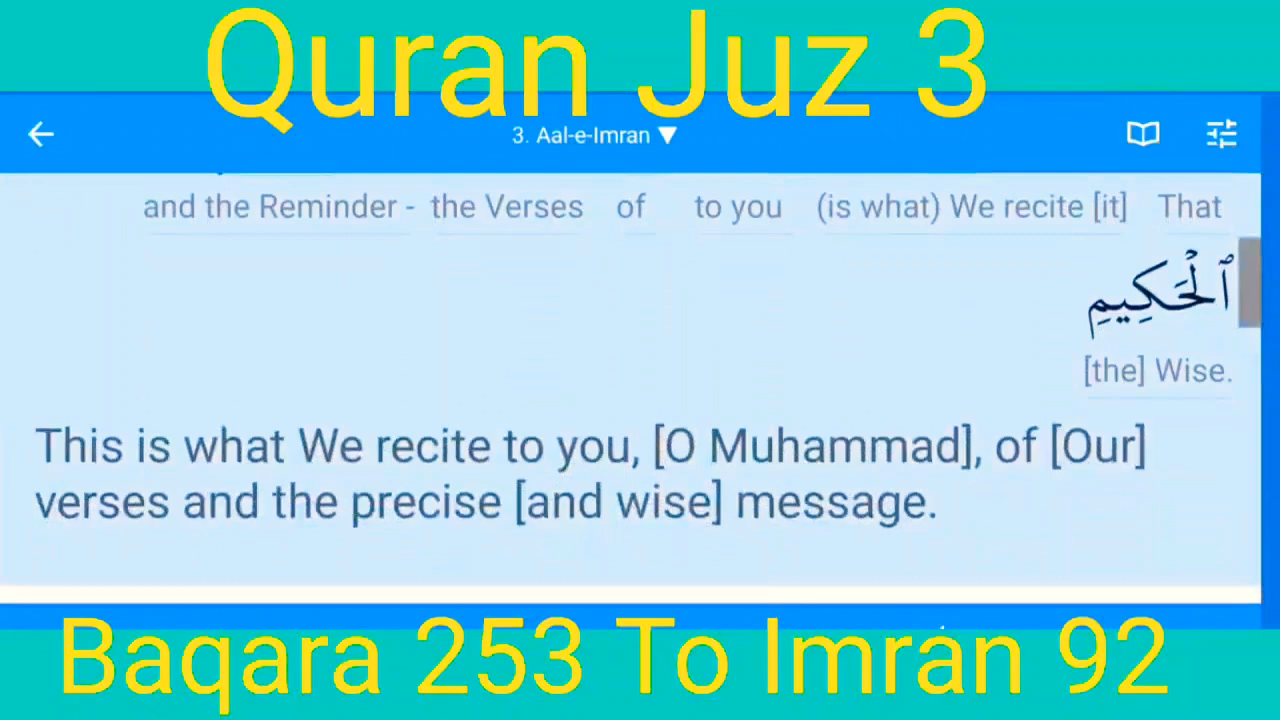 Quran Juz 3
3. Aal-e-Imran
and the Reminder - the Verses of to you (is what) We recite [it] That
ٱلْحَكِيمِ
[the] Wise.
This is what We recite to you, [O Muhammad], of [Our]
verses and the precise [and wise] message.
Baqara 253 To Imran 92